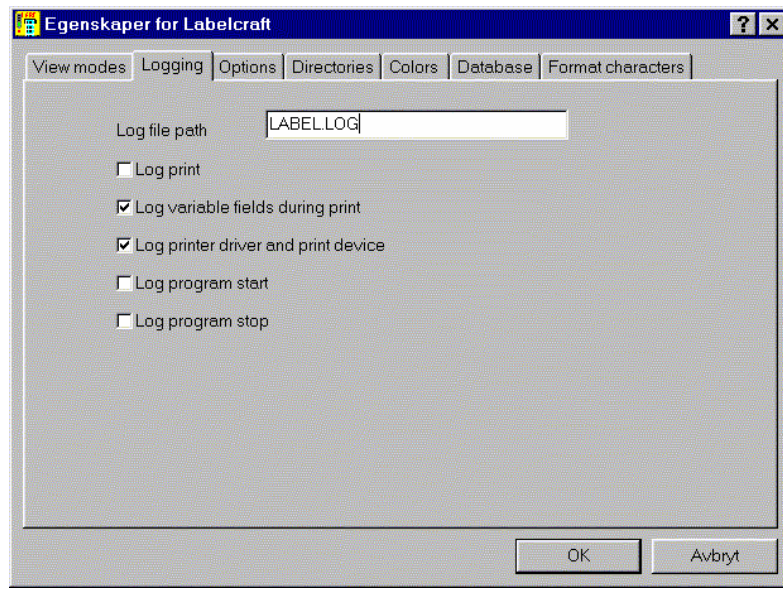 Egenskaper for Labelcraft
View modes Logging Options Directories Colors Database Format characters
Log file path LABEL.LOG
Log print
Log variable fields during print
Log printer driver and print device
Log program start
Log program stop
OK Avbryt